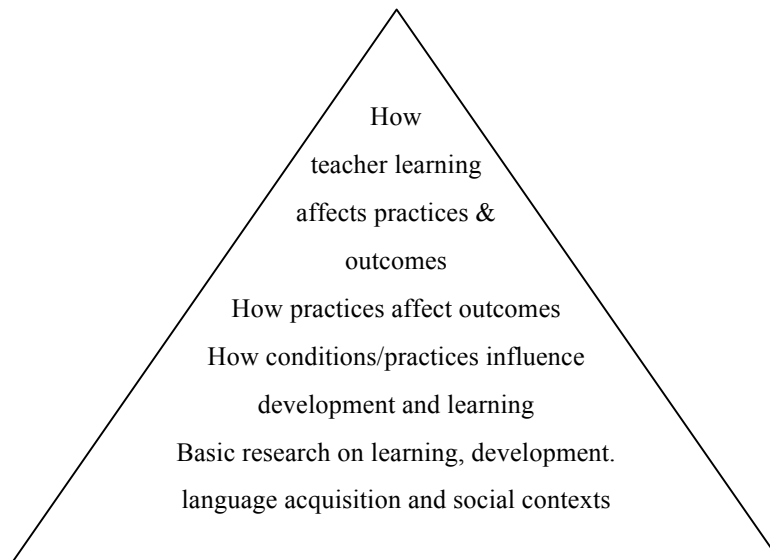 How
teacher learning
affects practices &
outcomes
How practices affect outcomes
How conditions/practices influence
development and learning
Basic research on learning, development.
language acquisition and social contexts